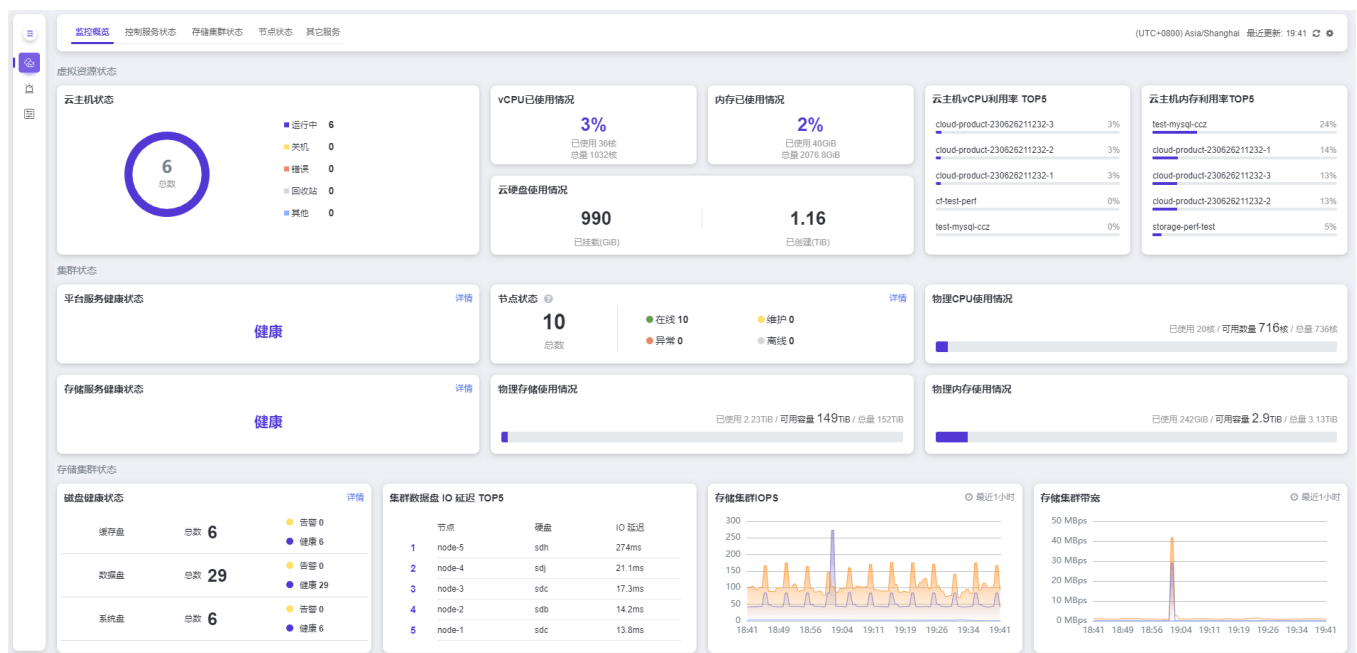 监控概览 控制服务状态 存储集群状态 节点状态 其它服务 (UTC+0800) Asia/Shanghai 最近更新: 19:41
虚拟资源状态
云主机状态
6
总数
运行中 6
关机 0
错误 0
回收站 0
其他 0
vCPU已使用情况
3%
已使用 36核
总量 1032核
内存已使用情况
2%
已使用 40GiB
总量 2076.8GiB
云硬盘使用情况
990 1.16
已挂载(GiB) 已创建(TiB)
云主机vCPU利用率 TOP5
cloud-product-230626211232-3 3%
cloud-product-230626211232-2 3%
cloud-product-230626211232-1 3%
cf-test-perf 0%
test-mysql-ccz 0%
云主机内存利用率TOP5
test-mysql-ccz 24%
cloud-product-230626211232-1 14%
cloud-product-230626211232-3 13%
cloud-product-230626211232-2 13%
storage-perf-test 5%
集群状态
平台服务健康状态 详情
健康
节点状态 详情
10
总数
在线 10 维护 0
异常 0 离线 0
物理CPU使用情况
已使用 20核 / 可用数量 716核 / 总量 736核
存储服务健康状态 详情
健康
物理存储使用情况
已使用 2.23TiB / 可用容量 149TiB / 总量 152TiB
物理内存使用情况
已使用 242GiB / 可用容量 2.9TiB / 总量 3.13TiB
存储集群状态
磁盘健康状态 详情
缓存盘 总数 6 告警 0
健康 6
数据盘 总数 29 告警 0
健康 29
系统盘 总数 6 告警 0
健康 6
集群数据盘 IO 延迟 TOP5
节点 硬盘 IO 延迟
1 node-5 sdh 274ms
2 node-4 sdj 21.1ms
3 node-3 sdc 17.3ms
4 node-2 sdb 14.2ms
5 node-1 sdc 13.8ms
存储集群IOPS 最近1小时
300
250
200
150
100
50
0
18:41 18:49 18:56 19:04 19:11 19:19 19:26 19:34 19:41
存储集群带宽 最近1小时
50 MBps
40 MBps
30 MBps
20 MBps
10 MBps
0 MBps
18:41 18:49 18:56 19:04 19:11 19:19 19:26 19:34 19:41